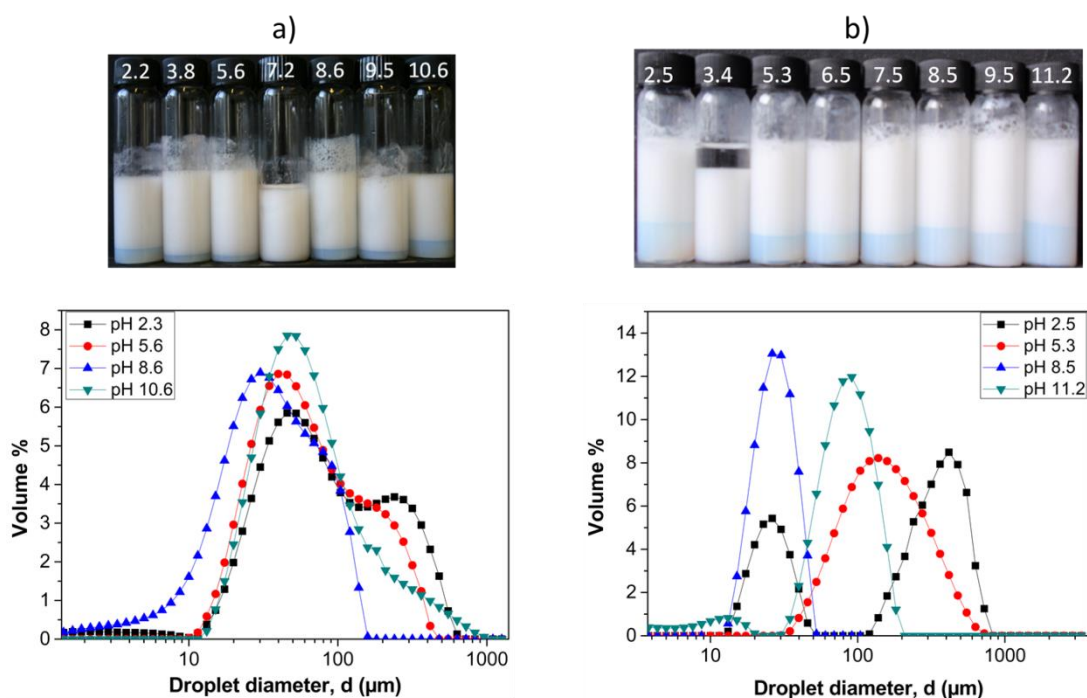 a)
2.2 3.8 5.6 7.2 8.6 9.5 10.6
b)
2.5 3.4 5.3 6.5 7.5 8.5 9.5 11.2
8
7
6
5
4
3
2
1
0
Volume %
pH 2.3
pH 5.6
pH 8.6
pH 10.6
10 100 1000
Droplet diameter, d (μm)
14
12
10
8
6
4
2
0
Volume %
pH 2.5
pH 5.3
pH 8.5
pH 11.2
10 100 1000
Droplet diameter, d (μm)